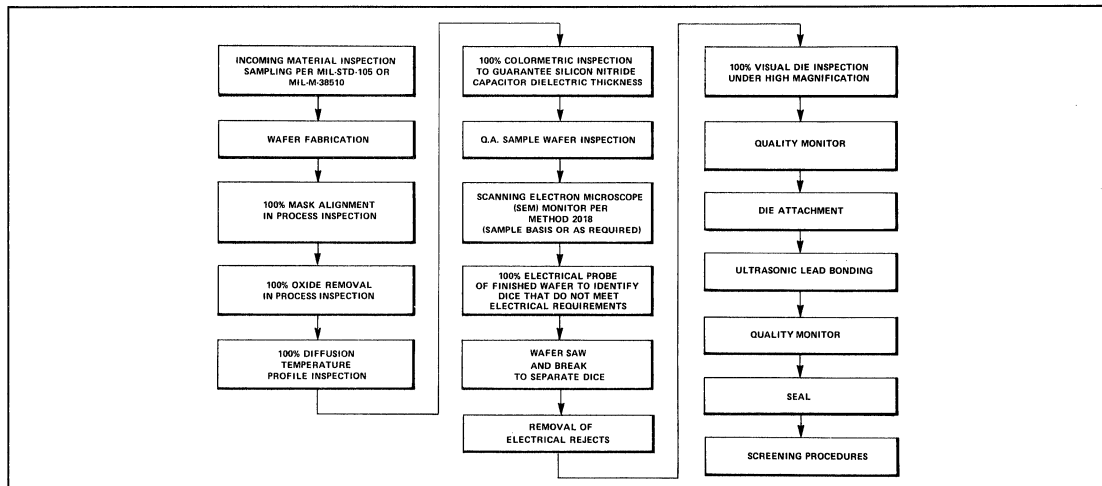 INCOMING MATERIAL INSPECTION
SAMPLING PER MIL-STD-105 OR
MIL-M-38510
WAFER FABRICATION
100% MASK ALIGNMENT
IN PROCESS INSPECTION
100% OXIDE REMOVAL
IN PROCESS INSPECTION
100% DIFFUSION
TEMPERATURE
PROFILE INSPECTION
100% COLORMETRIC INSPECTION
TO GUARANTEE SILICON NITRIDE
CAPACITOR DIELECTRIC THICKNESS
Q.A. SAMPLE WAFER INSPECTION
SCANNING ELECTRON MICROSCOPE
(SEM) MONITOR PER
METHOD 2018
(SAMPLE BASIS OR AS REQUIRED)
100% ELECTRICAL PROBE
OF FINISHED WAFER TO IDENTIFY
DICE THAT DO NOT MEET
ELECTRICAL REQUIREMENTS
WAFER SAW
AND BREAK
TO SEPARATE DICE
REMOVAL OF
ELECTRICAL REJECTS
100% VISUAL DIE INSPECTION
UNDER HIGH MAGNIFICATION
QUALITY MONITOR
DIE ATTACHMENT
ULTRASONIC LEAD BONDING
QUALITY MONITOR
SEAL
SCREENING PROCEDURES